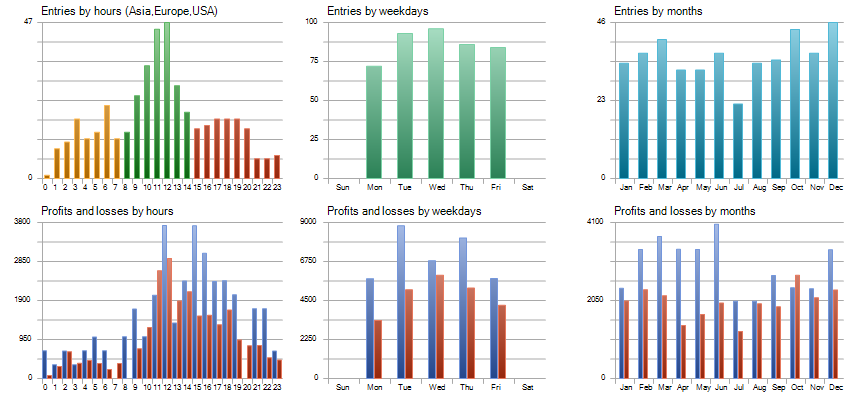 Entries by hours (Asia,Europe,USA)
47
0
0 1 2 3 4 5 6 7 8 9 10 11 12 13 14 15 16 17 18 19 20 21 22 23
Entries by weekdays
100
75
50
25
0
Sun Mon Tue Wed Thu Fri Sat
Entries by months
46
23
0
Jan Feb Mar Apr May Jun Jul Aug Sep Oct Nov Dec
Profits and losses by hours
3800
2850
1900
950
0
0 1 2 3 4 5 6 7 8 9 10 11 12 13 14 15 16 17 18 19 20 21 22 23
Profits and losses by weekdays
9000
6750
4500
2250
0
Sun Mon Tue Wed Thu Fri Sat
Profits and losses by months
4100
2050
0
Jan Feb Mar Apr May Jun Jul Aug Sep Oct Nov Dec